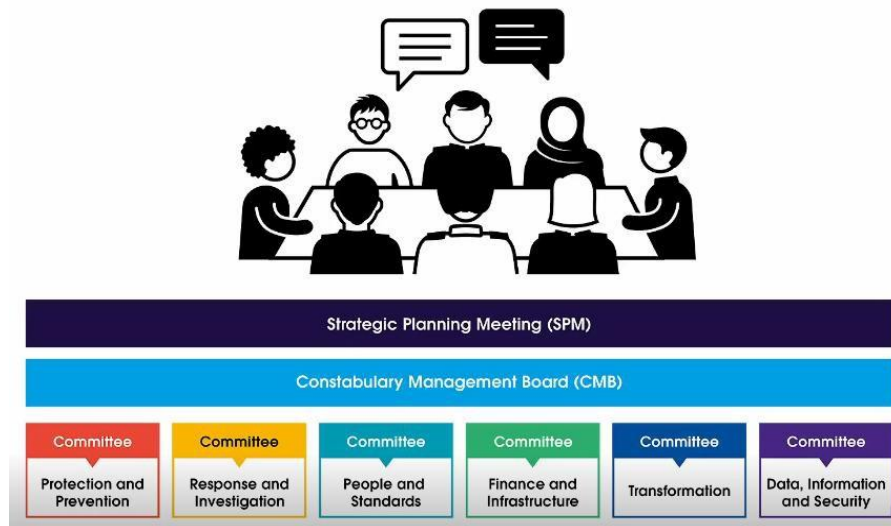 Strategic Planning Meeting (SPM)
Constabulary Management Board (CMB)
Committee
Protection and
Prevention
Committee
Response and
Investigation
Committee
People and
Standards
Committee
Finance and
Infrastructure
Committee
Transformation
Committee
Data, Information
and Security